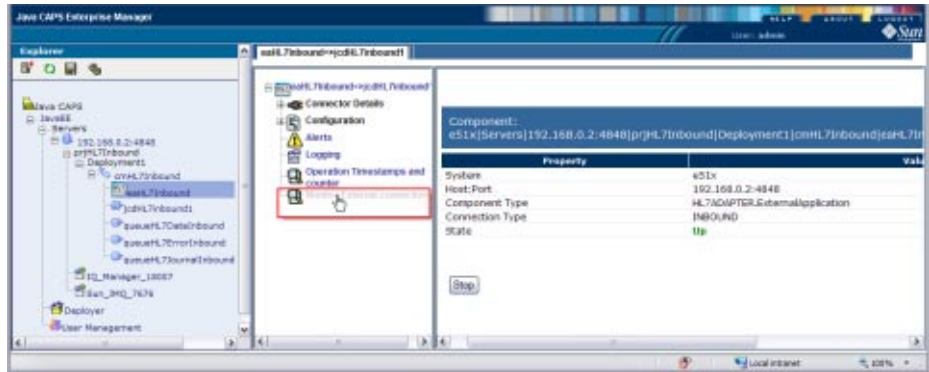 Java CAPS Enterprise Manager
HELP ABOUT LOGOUT
User: admin
Sun
Explorer
Java CAPS
JavaEE
Servers
192.168.0.2:4848
prjHL7Inbound
Deployment1
cmHL7Inbound
eaHL7Inbound
jcdHL7Inbound1
queueHL7DataInbound
queueHL7ErrorInbound
queueHL7JournalInbound
IQ_Manager_18007
Sun_JMQ_7676
Deployer
User Management
eaHL7Inbound=>jcdHL7Inbound1
eaHL7Inbound=>jcdHL7Inbound
Connector Details
Configuration
Alerts
Logging
Operation Timestamps and
counter
Component:
e51x|Servers|192.168.0.2:4848|prjHL7Inbound|Deployment1|cmHL7Inbound|eaHL7In
Property Valu
System e51x
Host:Port 192.168.0.2:4848
Component Type HL7ADAPTER.ExternalApplication
Connection Type INBOUND
State Up
Stop
Local intranet 100%